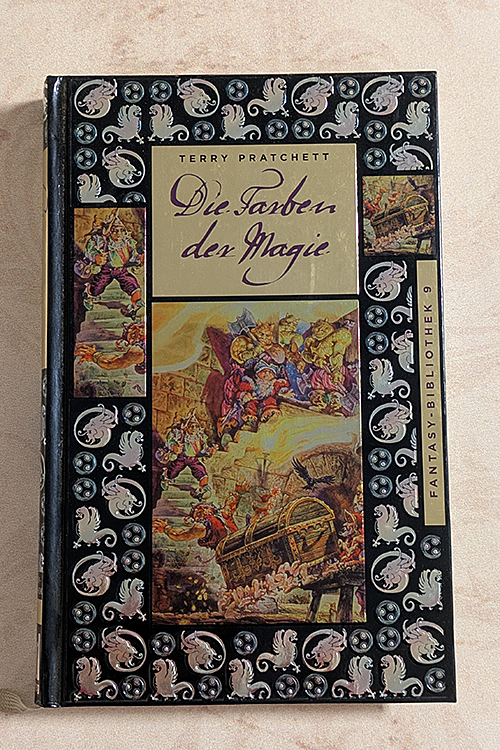 TERRY PRATCHETT
Die Farben
der Magie
FANTASY-BIBLIOTHEK 9